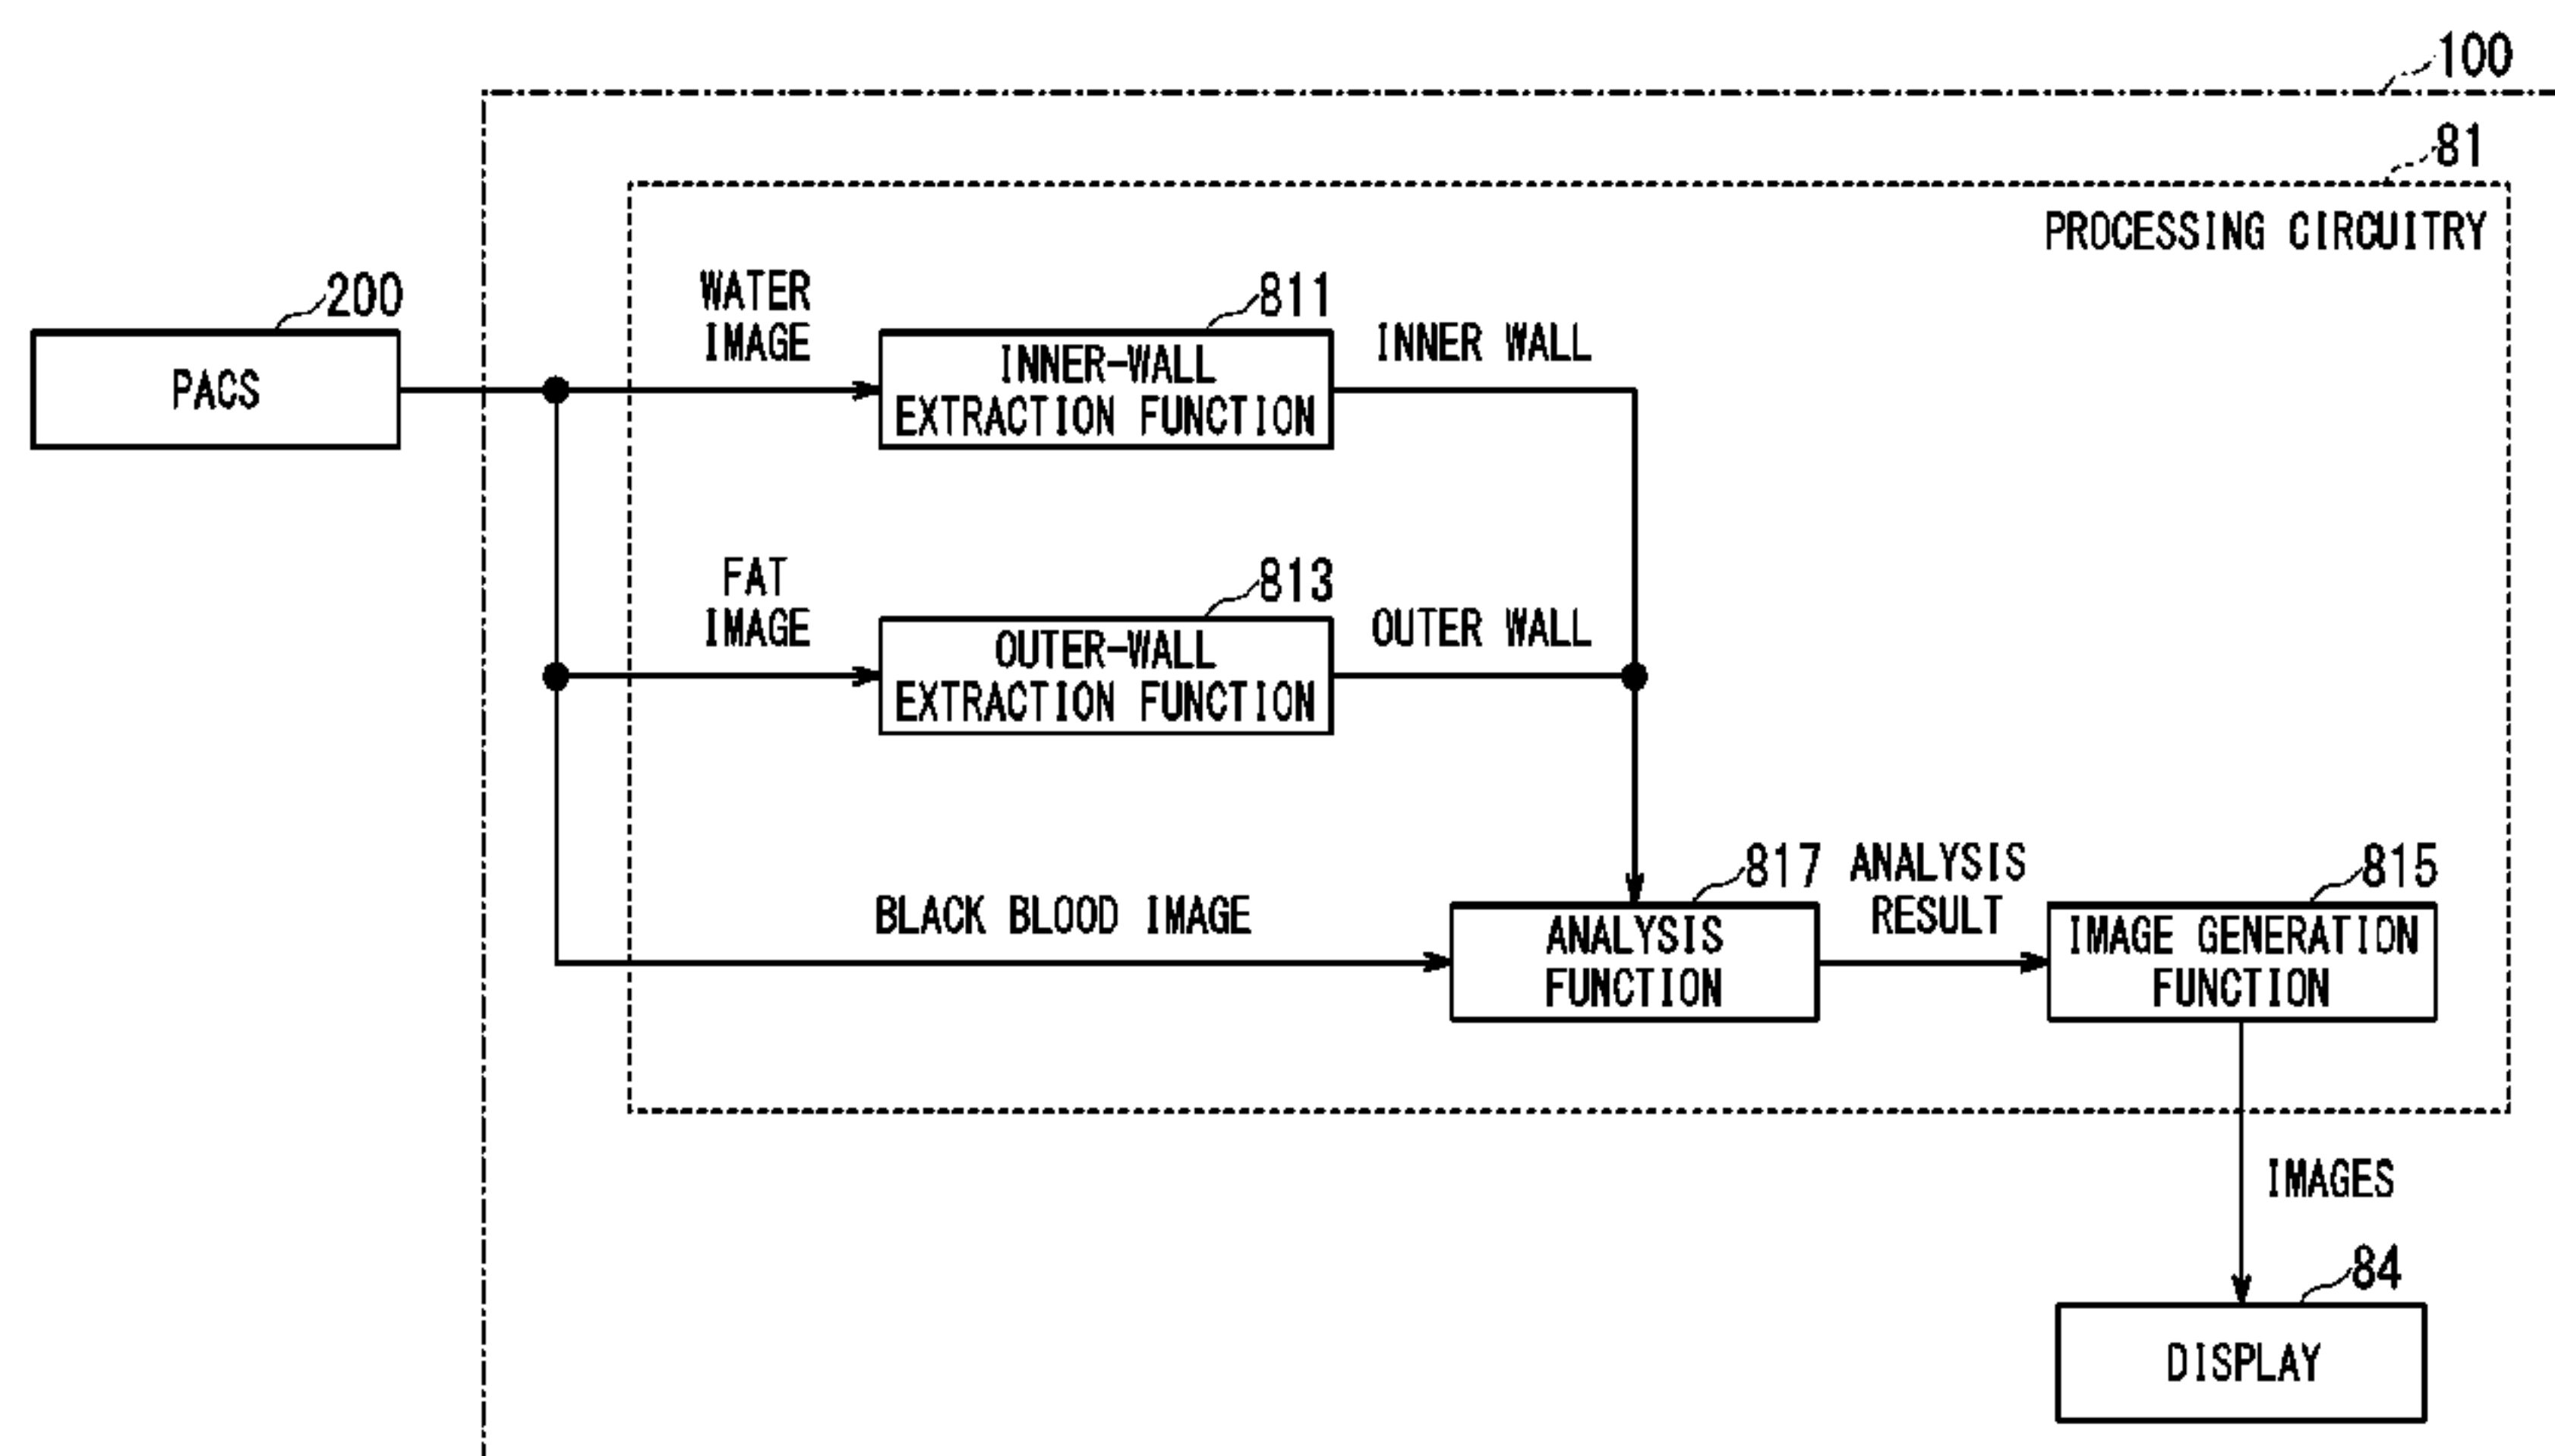 100
81
PROCESSING CIRCUITRY
200
PACS
WATER
IMAGE
811
INNER-WALL
EXTRACTION FUNCTION
INNER WALL
FAT
IMAGE
813
OUTER-WALL
EXTRACTION FUNCTION
OUTER WALL
BLACK BLOOD IMAGE
817
ANALYSIS
FUNCTION
ANALYSIS
RESULT
815
IMAGE GENERATION
FUNCTION
IMAGES
84
DISPLAY